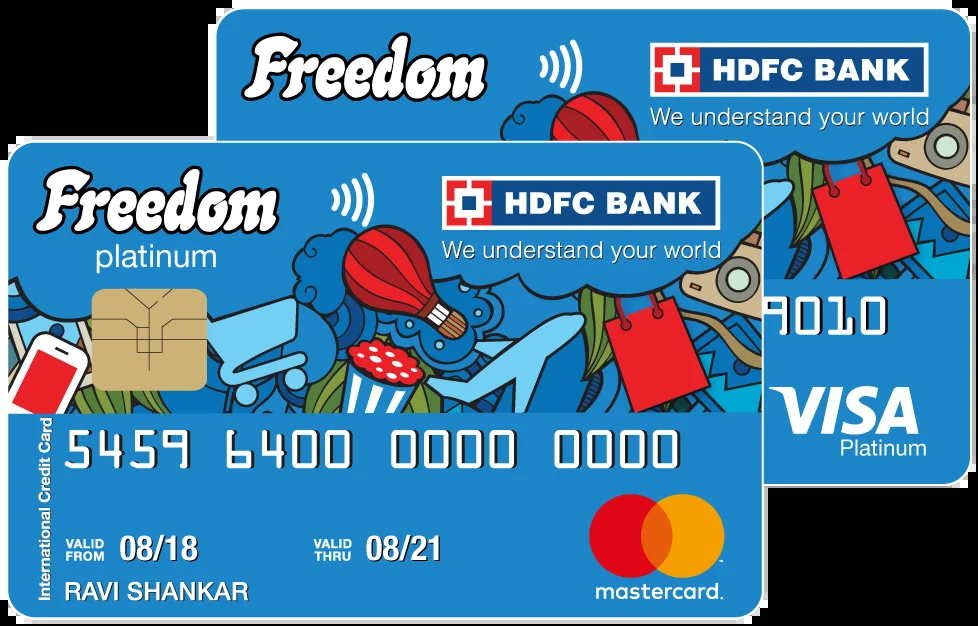 Freedom
HDFC BANK
We understand your world
9010
VISA
Platinum
Freedom
platinum
HDFC BANK
We understand your world
International Credit Card
5459 6400 0000 0000
VALID FROM 08/18
VALID THRU 08/21
RAVI SHANKAR
mastercard.